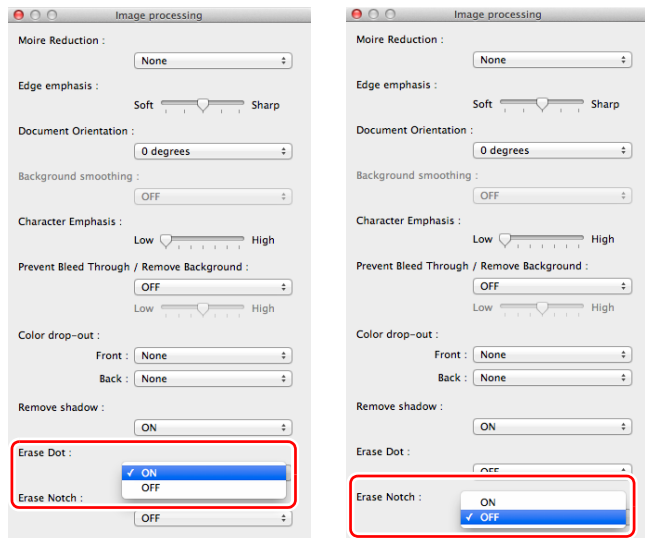 Image processing
Moire Reduction :
None
Edge emphasis :
Soft Sharp
Document Orientation :
0 degrees
Background smoothing :
OFF
Character Emphasis :
Low High
Prevent Bleed Through / Remove Background :
OFF
Low High
Color drop-out :
Front : None
Back : None
Remove shadow :
ON
Erase Dot :
✓ ON
OFF
Erase Notch :
OFF
Image processing
Moire Reduction :
None
Edge emphasis :
Soft Sharp
Document Orientation :
0 degrees
Background smoothing :
OFF
Character Emphasis :
Low High
Prevent Bleed Through / Remove Background :
OFF
Low High
Color drop-out :
Front : None
Back : None
Remove shadow :
ON
Erase Dot :
OFF
Erase Notch :
ON
✓ OFF